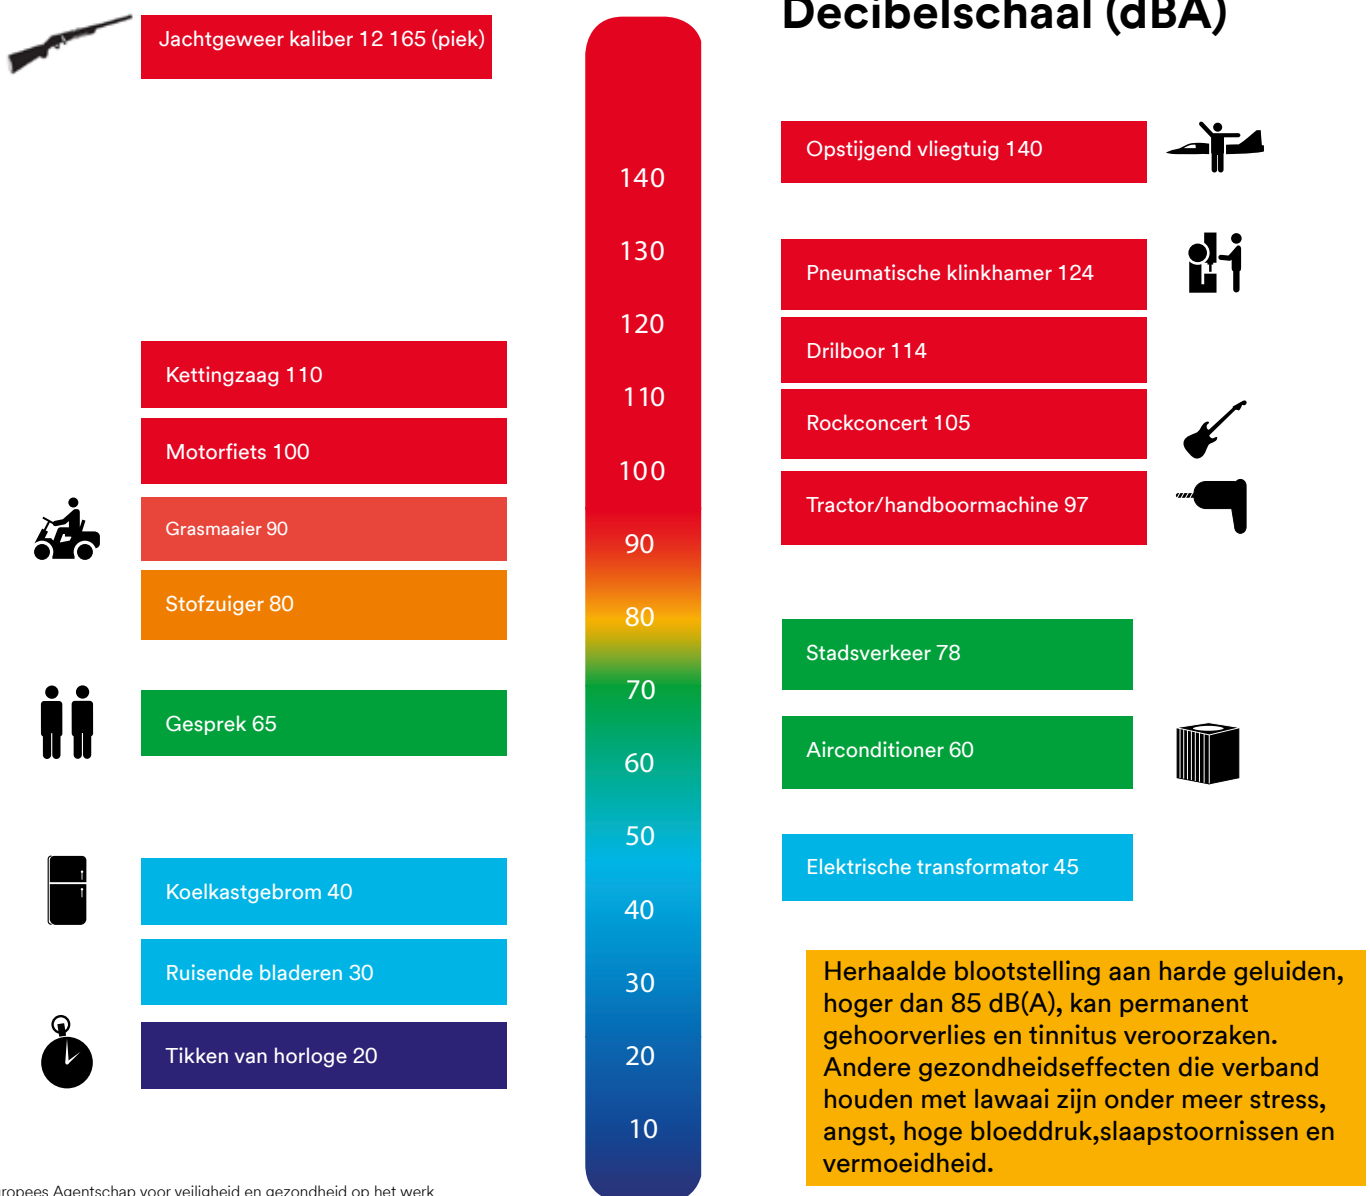 Decibelschaal (dBA)
Jachtgeweer kaliber 12 165 (piek)
Kettingzaag 110
Motorfiets 100
Grasmaaier 90
Stofzuiger 80
Gesprek 65
Koelkastgebrom 40
Ruisende bladeren 30
Tikken van horloge 20
140
130
120
110
100
90
80
70
60
50
40
30
20
10
Opstijgend vliegtuig 140
Pneumatische klinkhamer 124
Drilboor 114
Rockconcert 105
Tractor/handboormachine 97
Stadsverkeer 78
Airconditioner 60
Elektrische transformator 45
Herhaalde blootstelling aan harde geluiden,
hoger dan 85 dB(A), kan permanent
gehoorverlies en tinnitus veroorzaken.
Andere gezondheidseffecten die verband
houden met lawaai zijn onder meer stress,
angst, hoge bloeddruk,slaapstoornissen en
vermoeidheid.
Agentschap voor veiligheid en gezondheid op het werk